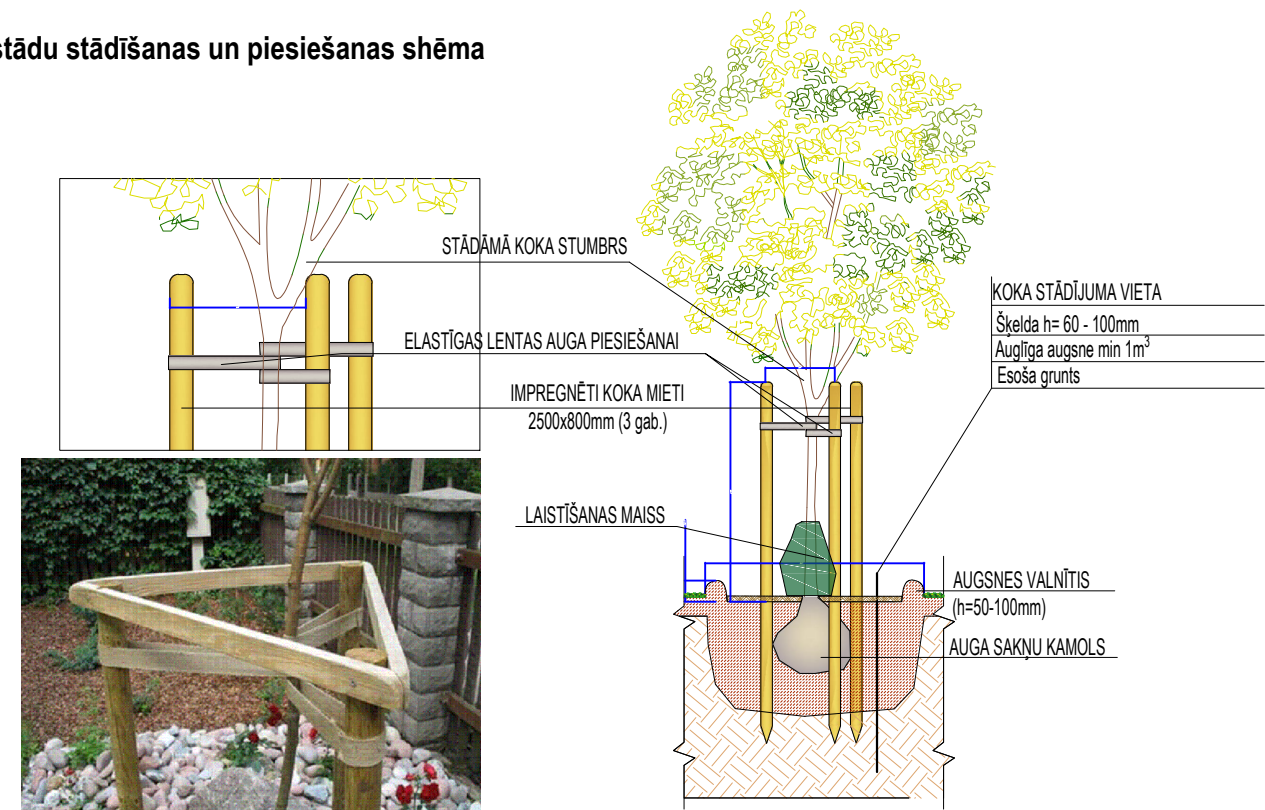 stādu stādīšanas un piesiešanas shēma
STĀDĀMĀ KOKA STUMBRS
ELASTĪGAS LENTAS AUGA PIESIEŠANAI
IMPREGNĒTI KOKA MIETI
2500x800mm (3 gab.)
LAISTĪŠANAS MAISS
KOKA STĀDĪJUMA VIETA
Šķelda h= 60 - 100mm
Auglīga augsne min 1m³
Esoša grunts
AUGSNES VALNĪTIS
(h=50-100mm)
AUGA SAKŅU KAMOLS